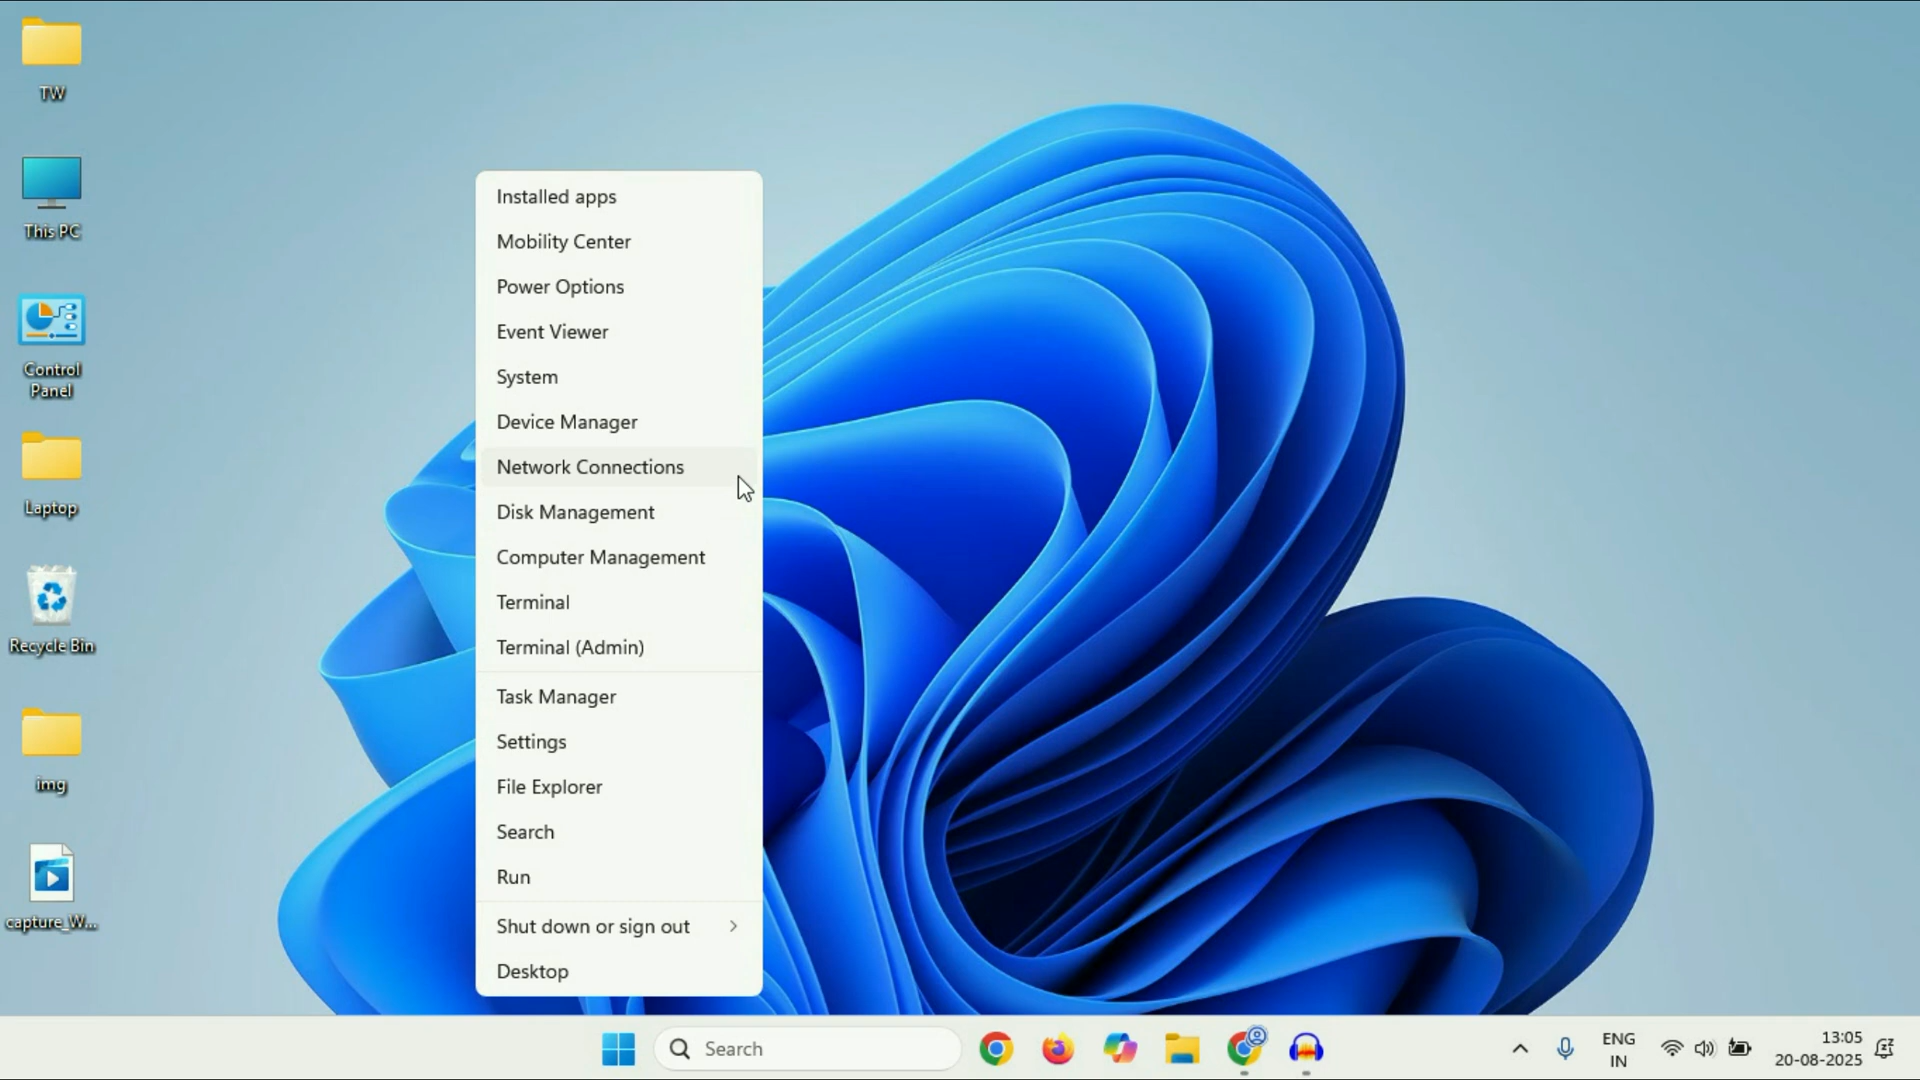 TW
This PC
Control
Panel
Laptop
Recycle Bin
img
capture_W...
Installed apps
Mobility Center
Power Options
Event Viewer
System
Device Manager
Network Connections
Disk Management
Computer Management
Terminal
Terminal (Admin)
Task Manager
Settings
File Explorer
Search
Run
Shut down or sign out
Desktop
Search
ENG
IN
13:05
20-08-2025